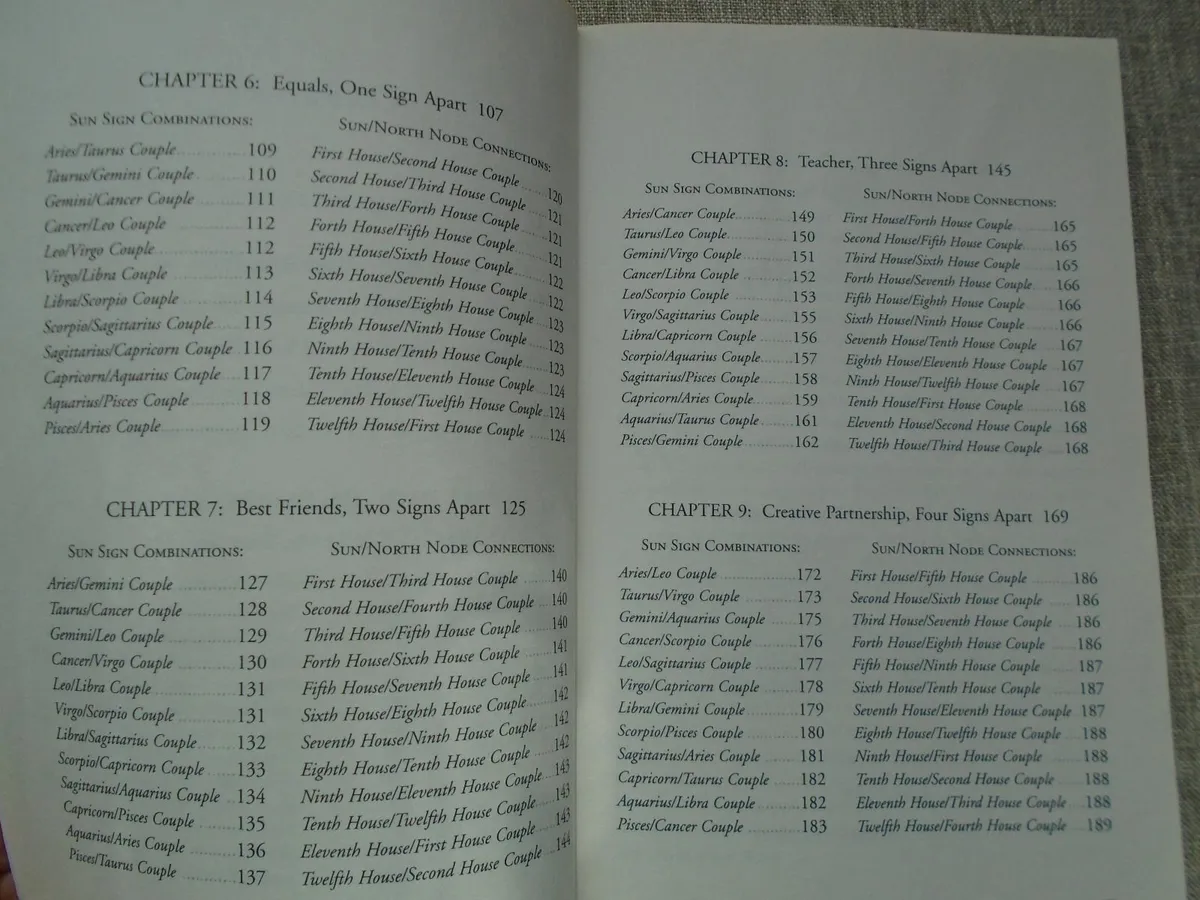 CHAPTER 6: Equals, One Sign Apart 107
Sun Sign Combinations:
Aries/Taurus Couple 109
Taurus/Gemini Couple 110
Gemini/Cancer Couple 111
Cancer/Leo Couple 112
Leo/Virgo Couple 112
Virgo/Libra Couple 113
Libra/Scorpio Couple 114
Scorpio/Sagittarius Couple 115
Sagittarius/Capricorn Couple 116
Capricorn/Aquarius Couple 117
Aquarius/Pisces Couple 118
Pisces/Aries Couple 119
Sun/North Node Connections:
First House/Second House Couple 120
Second House/Third House Couple 121
Third House/Forth House Couple 121
Forth House/Fifth House Couple 121
Fifth House/Sixth House Couple 122
Sixth House/Seventh House Couple 122
Seventh House/Eighth House Couple 123
Eighth House/Ninth House Couple 123
Ninth House/Tenth House Couple 123
Tenth House/Eleventh House Couple 124
Eleventh House/Twelfth House Couple 124
Twelfth House/First House Couple 124
CHAPTER 7: Best Friends, Two Signs Apart 125
Sun Sign Combinations:
Aries/Gemini Couple 127
Taurus/Cancer Couple 128
Gemini/Leo Couple 129
Cancer/Virgo Couple 130
Leo/Libra Couple 131
Virgo/Scorpio Couple 131
Libra/Sagittarius Couple 132
Scorpio/Capricorn Couple 133
Sagittarius/Aquarius Couple 134
Capricorn/Pisces Couple 135
Aquarius/Aries Couple 136
Pisces/Taurus Couple 137
Sun/North Node Connections:
First House/Third House Couple 140
Second House/Fourth House Couple 140
Third House/Fifth House Couple 140
Forth House/Sixth House Couple 141
Fifth House/Seventh House Couple 141
Sixth House/Eighth House Couple 142
Seventh House/Ninth House Couple 142
Eighth House/Tenth House Couple 142
Ninth House/Eleventh House Couple 143
Tenth House/Twelfth House Couple 143
Eleventh House/First House Couple 143
Twelfth House/Second House Couple 144
CHAPTER 8: Teacher, Three Signs Apart 145
Sun Sign Combinations:
Aries/Cancer Couple 149
Taurus/Leo Couple 150
Gemini/Virgo Couple 151
Cancer/Libra Couple 152
Leo/Scorpio Couple 153
Virgo/Sagittarius Couple 155
Libra/Capricorn Couple 156
Scorpio/Aquarius Couple 157
Sagittarius/Pisces Couple 158
Capricorn/Aries Couple 159
Aquarius/Taurus Couple 161
Pisces/Gemini Couple 162
Sun/North Node Connections:
First House/Forth House Couple 165
Second House/Fifth House Couple 165
Third House/Sixth House Couple 165
Forth House/Seventh House Couple 166
Fifth House/Eighth House Couple 166
Sixth House/Ninth House Couple 166
Seventh House/Tenth House Couple 167
Eighth House/Eleventh House Couple 167
Ninth House/Twelfth House Couple 167
Tenth House/First House Couple 168
Eleventh House/Second House Couple 168
Twelfth House/Third House Couple 168
CHAPTER 9: Creative Partnership, Four Signs Apart 169
Sun Sign Combinations:
Aries/Leo Couple 172
Taurus/Virgo Couple 173
Gemini/Aquarius Couple 175
Cancer/Scorpio Couple 176
Leo/Sagittarius Couple 177
Virgo/Capricorn Couple 178
Libra/Gemini Couple 179
Scorpio/Pisces Couple 180
Sagittarius/Aries Couple 181
Capricorn/Taurus Couple 182
Aquarius/Libra Couple 182
Pisces/Cancer Couple 183
Sun/North Node Connections:
First House/Fifth House Couple 186
Second House/Sixth House Couple 186
Third House/Seventh House Couple 186
Forth House/Eighth House Couple 186
Fifth House/Ninth House Couple 187
Sixth House/Tenth House Couple 187
Seventh House/Eleventh House Couple 187
Eighth House/Twelfth House Couple 188
Ninth House/First House Couple 188
Tenth House/Second House Couple 188
Eleventh House/Third House Couple 188
Twelfth House/Fourth House Couple 189